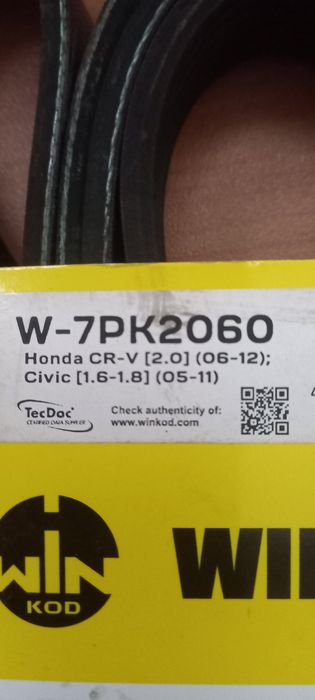 W-7PK2060
Honda CR-V [2.0] (06-12);
Civic [1.6-1.8] (05-11)
TecDoc
CERTIFIED DATA SUPPLIER
Check authenticity of:
www.winkod.com
WIN
KOD
WI